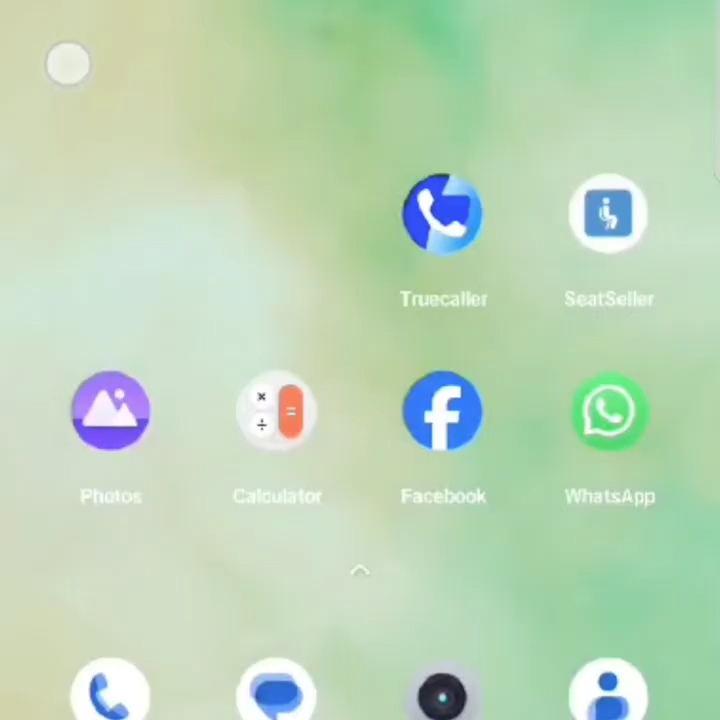 Truecaller
SeatSeller
Photos
Calculator
Facebook
WhatsApp